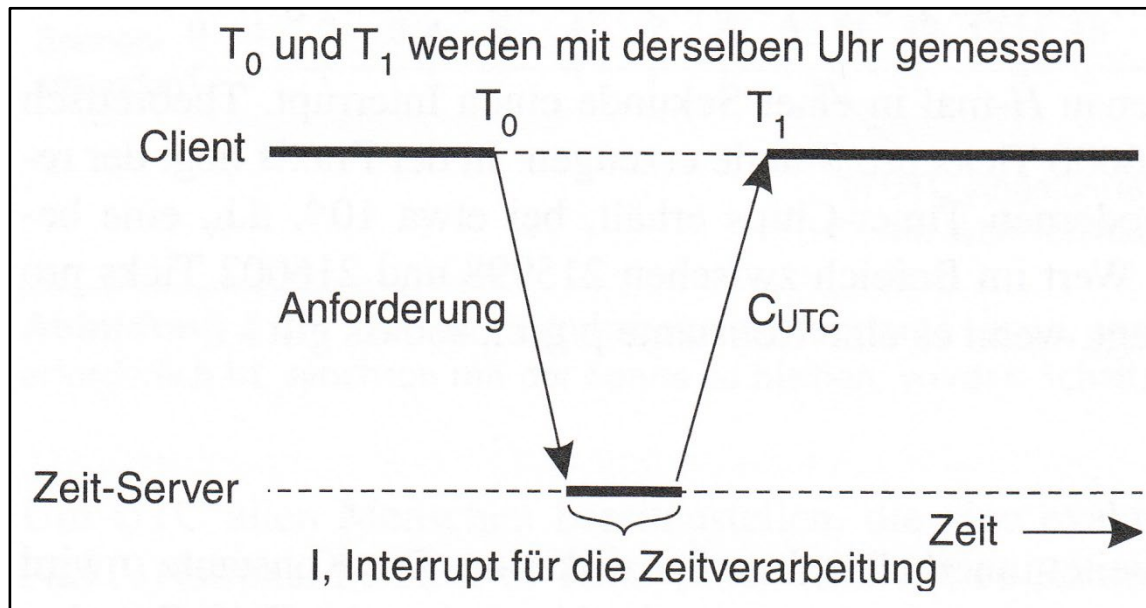 T₀ und T₁ werden mit derselben Uhr gemessen
T₀ T₁
Client
Anforderung C_UTC
Zeit-Server
Zeit
I, Interrupt für die Zeitverarbeitung